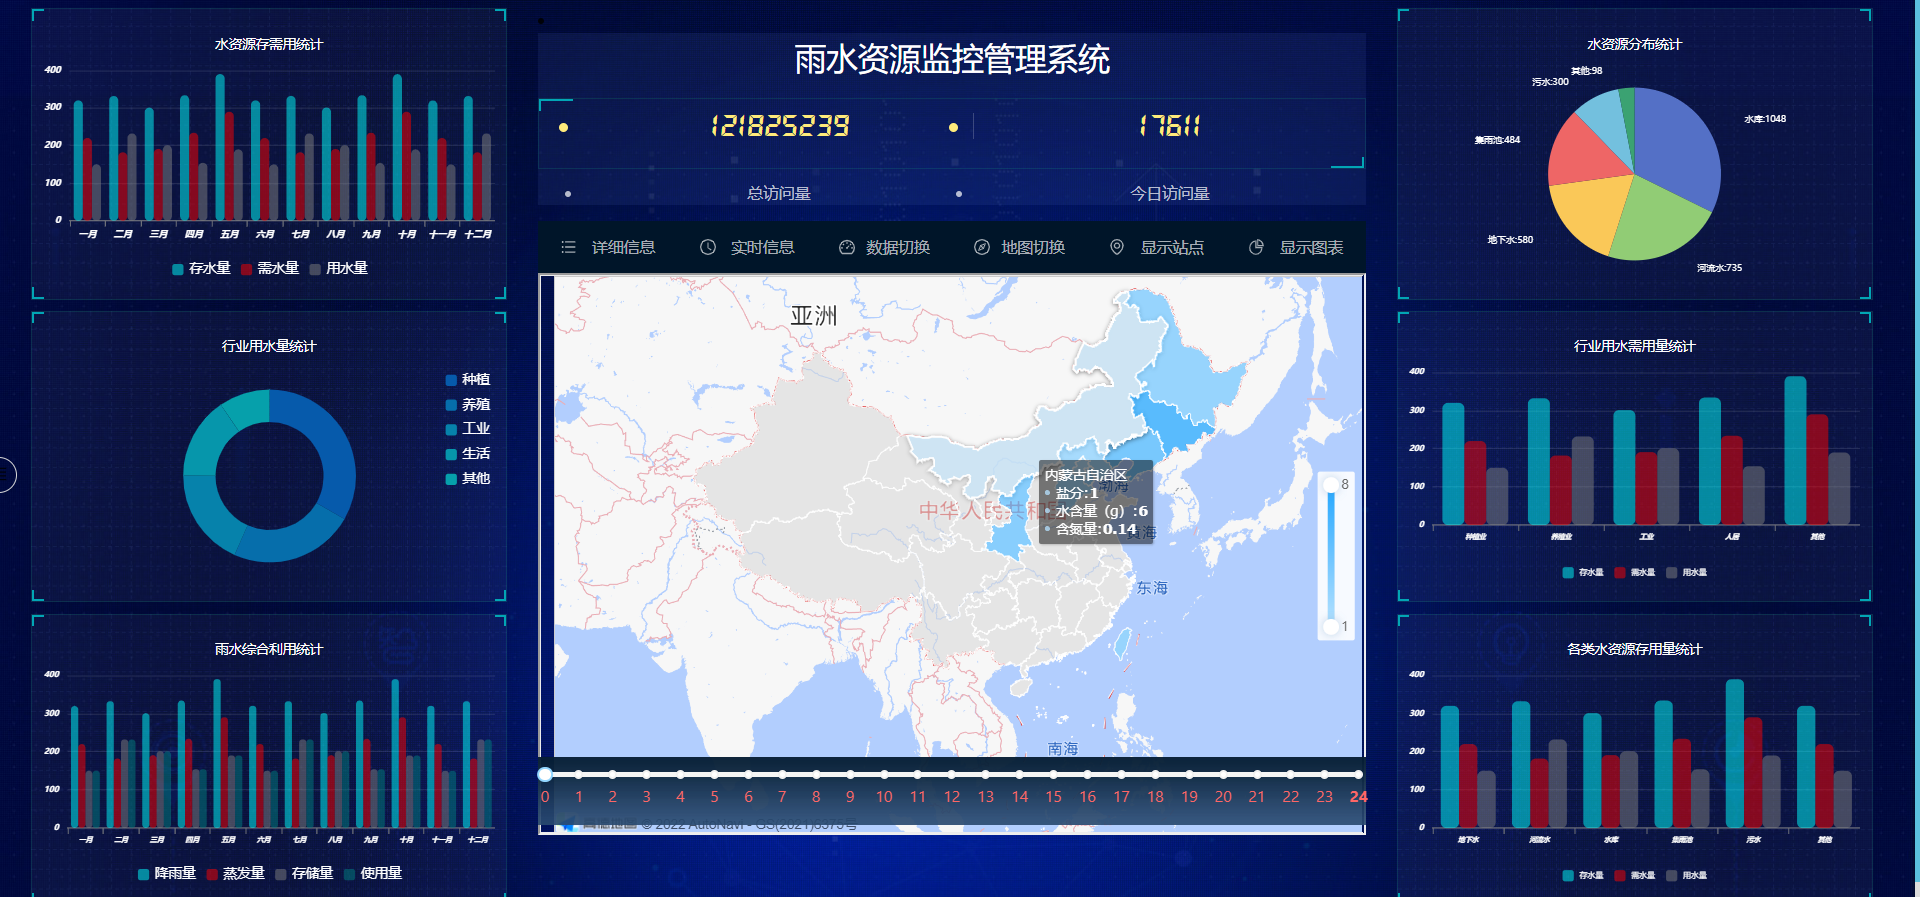 水资源存需用统计
400
300
200
100
0
一月 二月 三月 四月 五月 六月 七月 八月 九月 十月 十一月 十二月
存水量 需水量 用水量
行业用水量统计
种植
养殖
工业
生活
其他
雨水综合利用统计
400
300
200
100
0
一月 二月 三月 四月 五月 六月 七月 八月 九月 十月 十一月 十二月
降雨量 蒸发量 存储量 使用量
雨水资源监控管理系统
121825239 17611
总访问量 今日访问量
详细信息 实时信息 数据切换 地图切换 显示站点 显示图表
亚洲
内蒙古自治区
盐分:1
水含量（g）:6
含氮量:0.14
渤海
中华人民共和国
黄海
东海
南海
8
1
0 1 2 3 4 5 6 7 8 9 10 11 12 13 14 15 16 17 18 19 20 21 22 23 24
高德地图 © 2022 AutoNavi - GS(2021)6375号
水资源分布统计
其他:98
污水:300
水库:1048
集雨池:484
地下水:580
河流水:735
行业用水需用量统计
400
300
200
100
0
种植业 养殖业 工业 人居 其他
存水量 需水量 用水量
各类水资源存用量统计
400
300
200
100
0
地下水 河流水 水库 集雨池 污水 其他
存水量 需水量 用水量